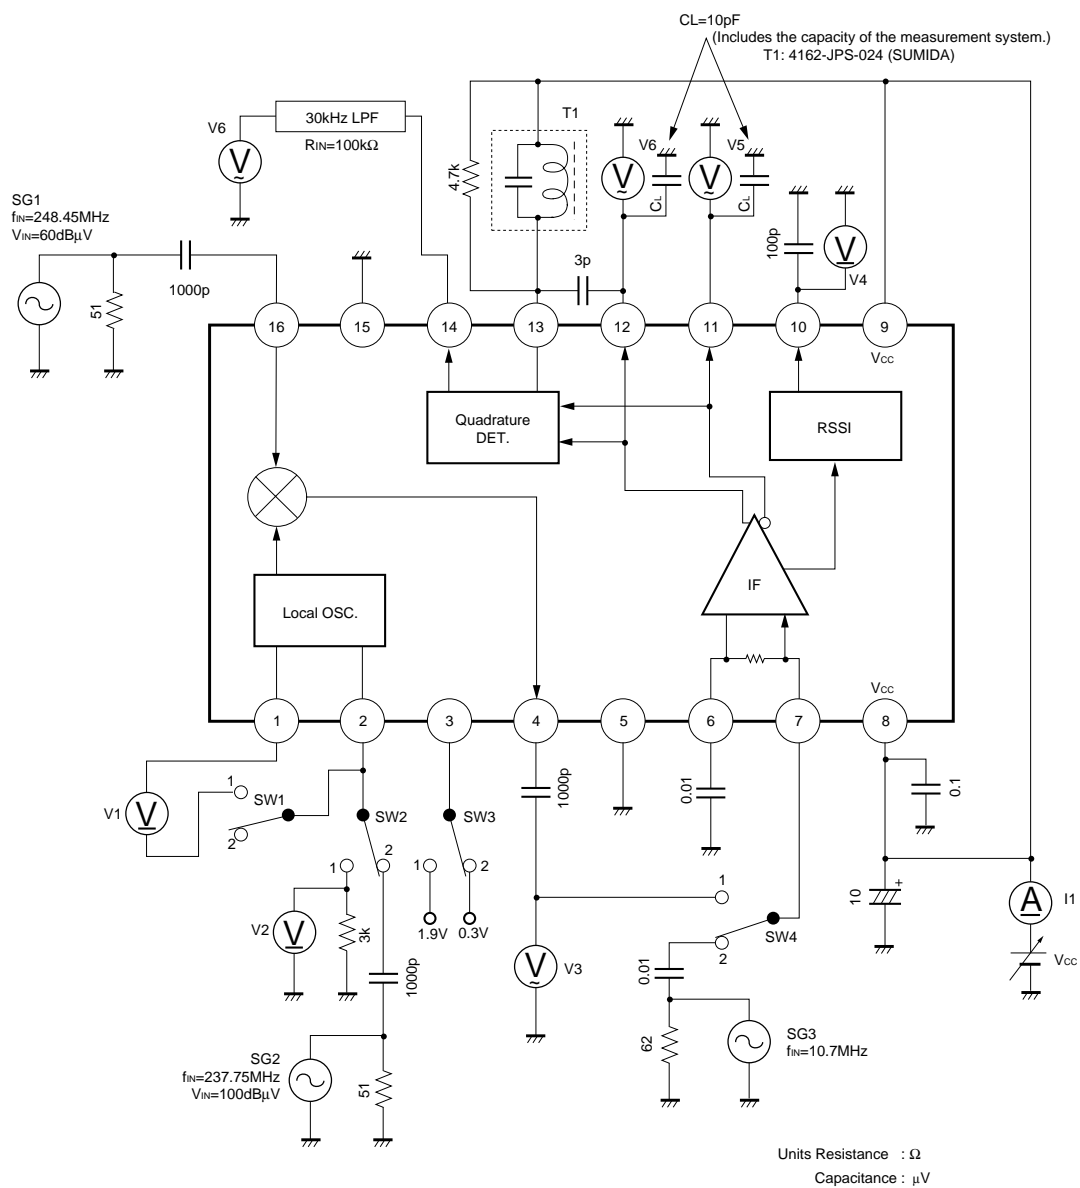 CL=10pF
(Includes the capacity of the measurement system.)
T1: 4162-JPS-024 (SUMIDA)
V6
30kHz LPF
RIN=100kΩ
T1
4.7k
V
V6
CL
V
V5
CL
V
SG1
fIN=248.45MHz
VIN=60dBμV
51
1000p
3p
100p
V
V4
16
15
14
13
12
11
10
9
VCC
Quadrature
DET.
RSSI
IF
Local OSC.
VCC
1
2
3
4
5
6
7
8
V1
V
1
SW1
2
SW2
SW3
1
2
1
2
1000p
0.01
0.1
V2
V
3k
1.9V
0.3V
1000p
V
V3
1
SW4
2
0.01
10
+
A
I1
VCC
SG2
fIN=237.75MHz
VIN=100dBμV
51
62
SG3
fIN=10.7MHz
Units Resistance : Ω
Capacitance : μV